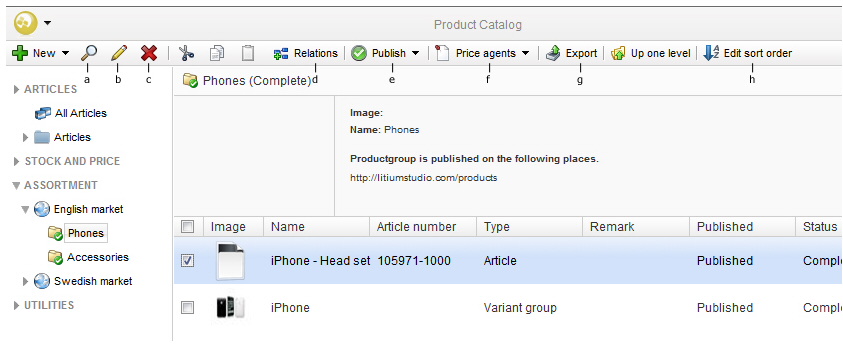 Product Catalog
New Relations Publish Price agents Export Up one level Edit sort order
a b c d e f g h
ARTICLES
All Articles
Articles
STOCK AND PRICE
ASSORTMENT
English market
Phones
Accessories
Swedish market
UTILITIES
Phones (Complete)
Image:
Name: Phones
Productgroup is published on the following places.
http://litiumstudio.com/products
Image Name Article number Type Remark Published Status
iPhone - Head set 105971-1000 Article Published Comple
iPhone Variant group Published Comple